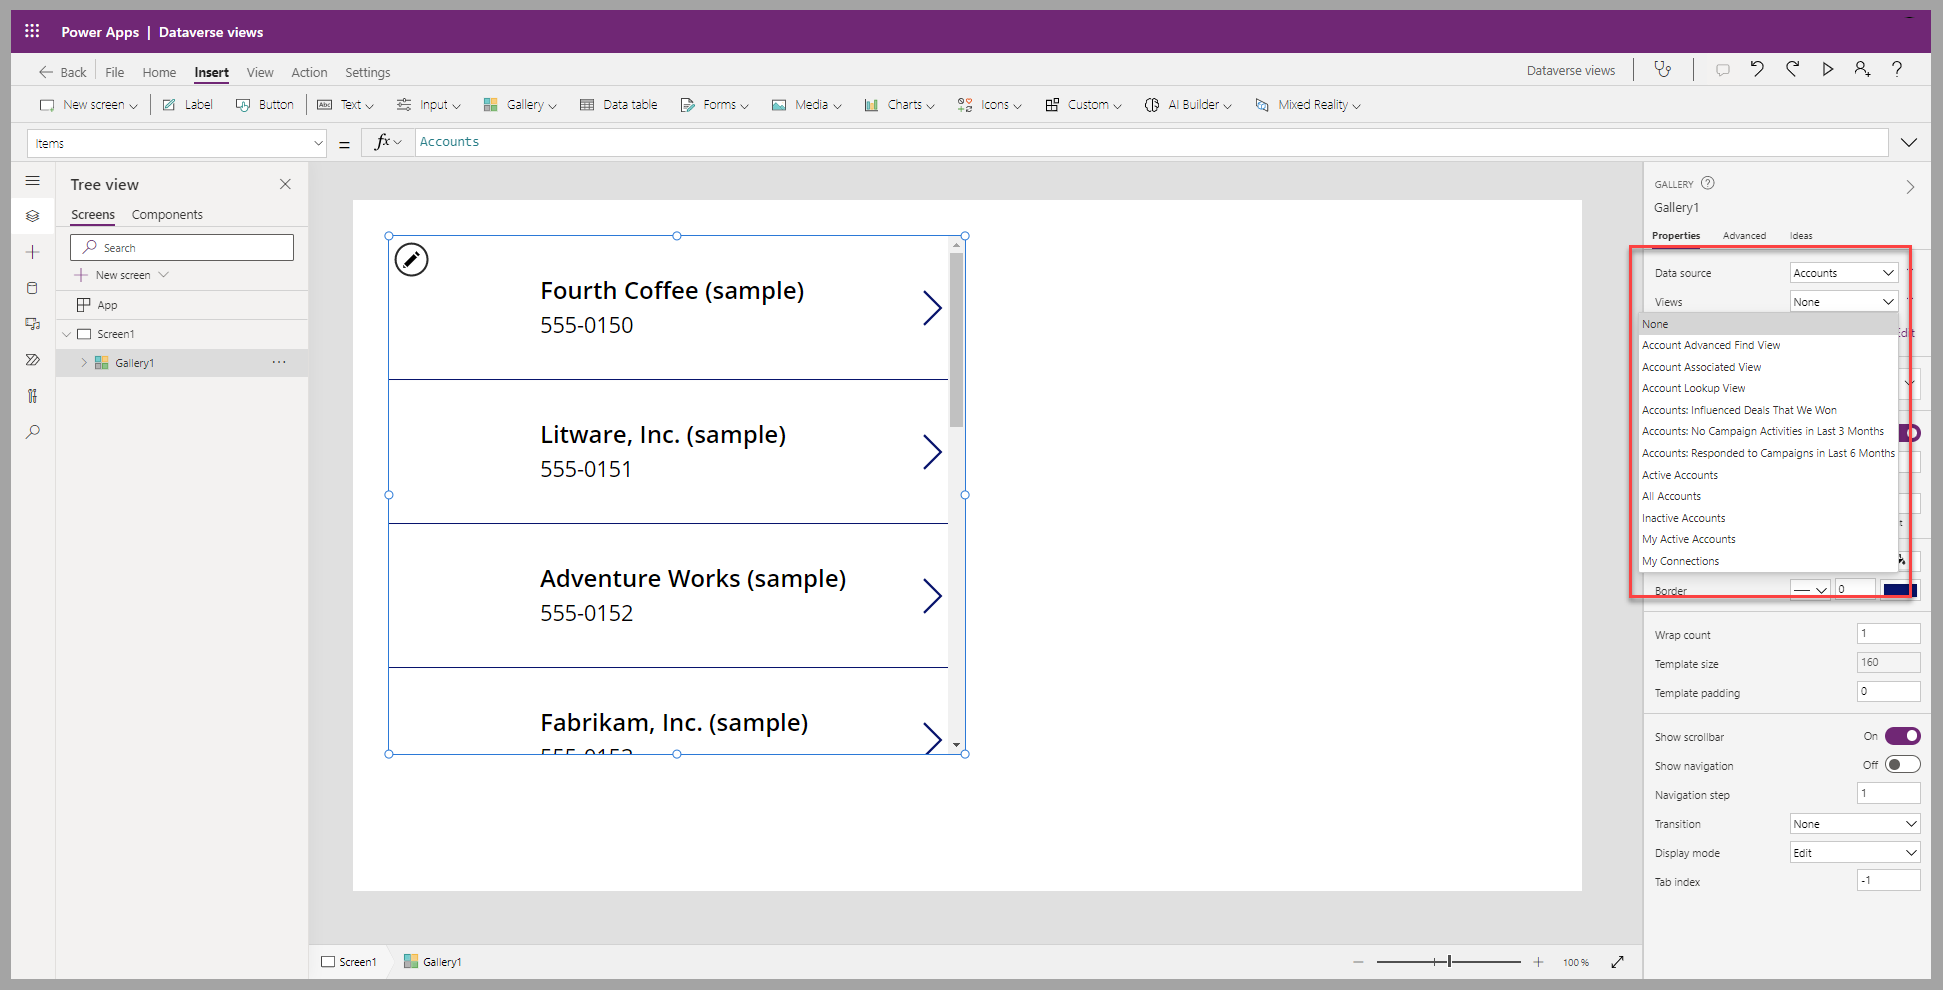 Power Apps | Dataverse views
Back File Home Insert View Action Settings Dataverse views
New screen Label Button Abc Text Input Gallery Data table Forms Media Charts Icons Custom AI Builder Mixed Reality
Items = fx Accounts
Tree view
Screens Components
Search
New screen
App
Screen1
Gallery1
Fourth Coffee (sample)
555-0150
Litware, Inc. (sample)
555-0151
Adventure Works (sample)
555-0152
Fabrikam, Inc. (sample)
555-0153
GALLERY
Gallery1
Properties Advanced Ideas
Data source Accounts
Views None
None
Edit
Account Advanced Find View
Account Associated View
Account Lookup View
Accounts: Influenced Deals That We Won
Accounts: No Campaign Activities in Last 3 Months
Accounts: Responded to Campaigns in Last 6 Months
Active Accounts
All Accounts
Inactive Accounts
My Active Accounts
My Connections
Border 0
Wrap count 1
Template size 160
Template padding 0
Show scrollbar On
Show navigation Off
Navigation step 1
Transition None
Display mode Edit
Tab index -1
Screen1 Gallery1 100 %